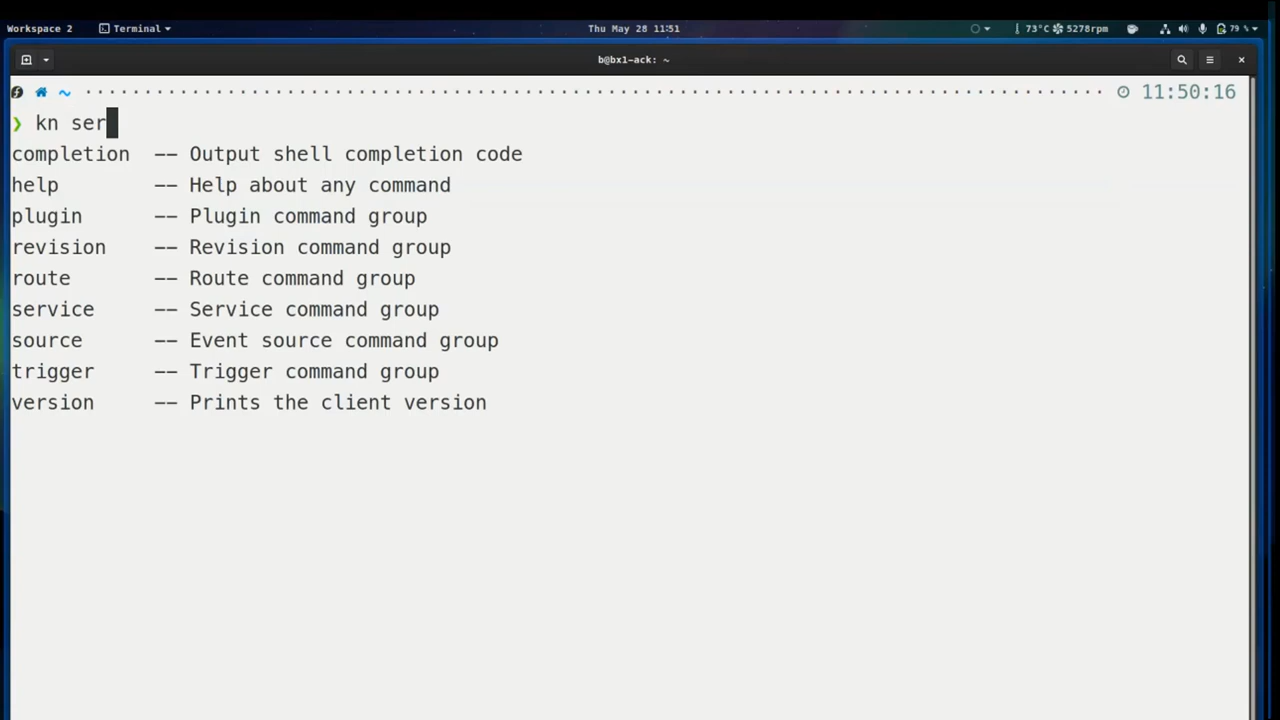 Workspace 2 Terminal Thu May 28 11:51 73°C 5278rpm 79 %
b@bx1-ack: ~
~ 11:50:16
❯ kn ser
completion -- Output shell completion code
help -- Help about any command
plugin -- Plugin command group
revision -- Revision command group
route -- Route command group
service -- Service command group
source -- Event source command group
trigger -- Trigger command group
version -- Prints the client version